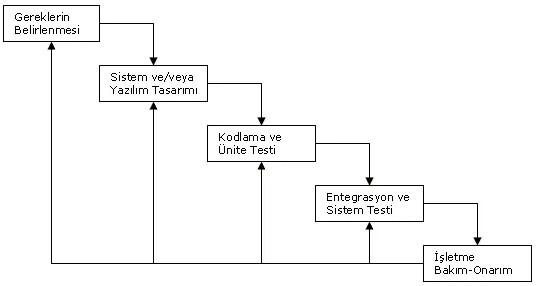 Gereklerin
Belirlenmesi
Sistem ve/veya
Yazılım Tasarımı
Kodlama ve
Ünite Testi
Entegrasyon ve
Sistem Testi
İşletme
Bakım-Onarım